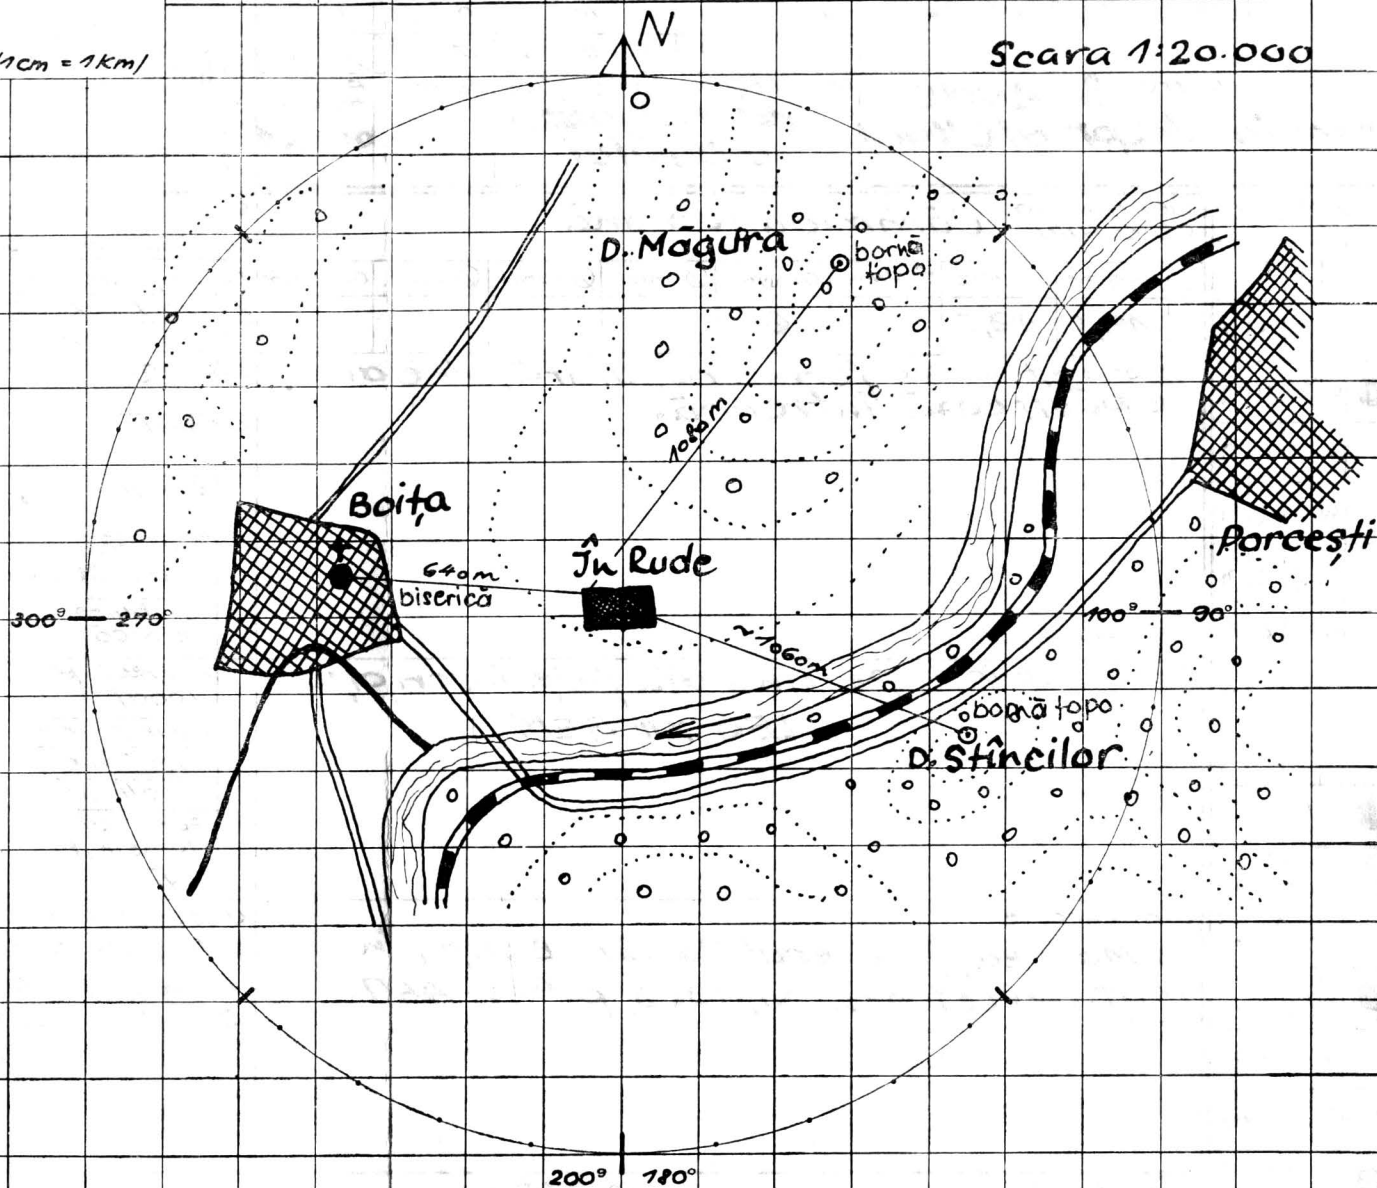 N
/1cm = 1km/
Scara 1:20.000
O
D. Măgura
bornă
topo
1080m
Boița
În Rude
640m
biserică
Porcești
300ᵍ 270°
100ᵍ 90°
~1060m
bornă topo
D. Stîncilor
200ᵍ 180°